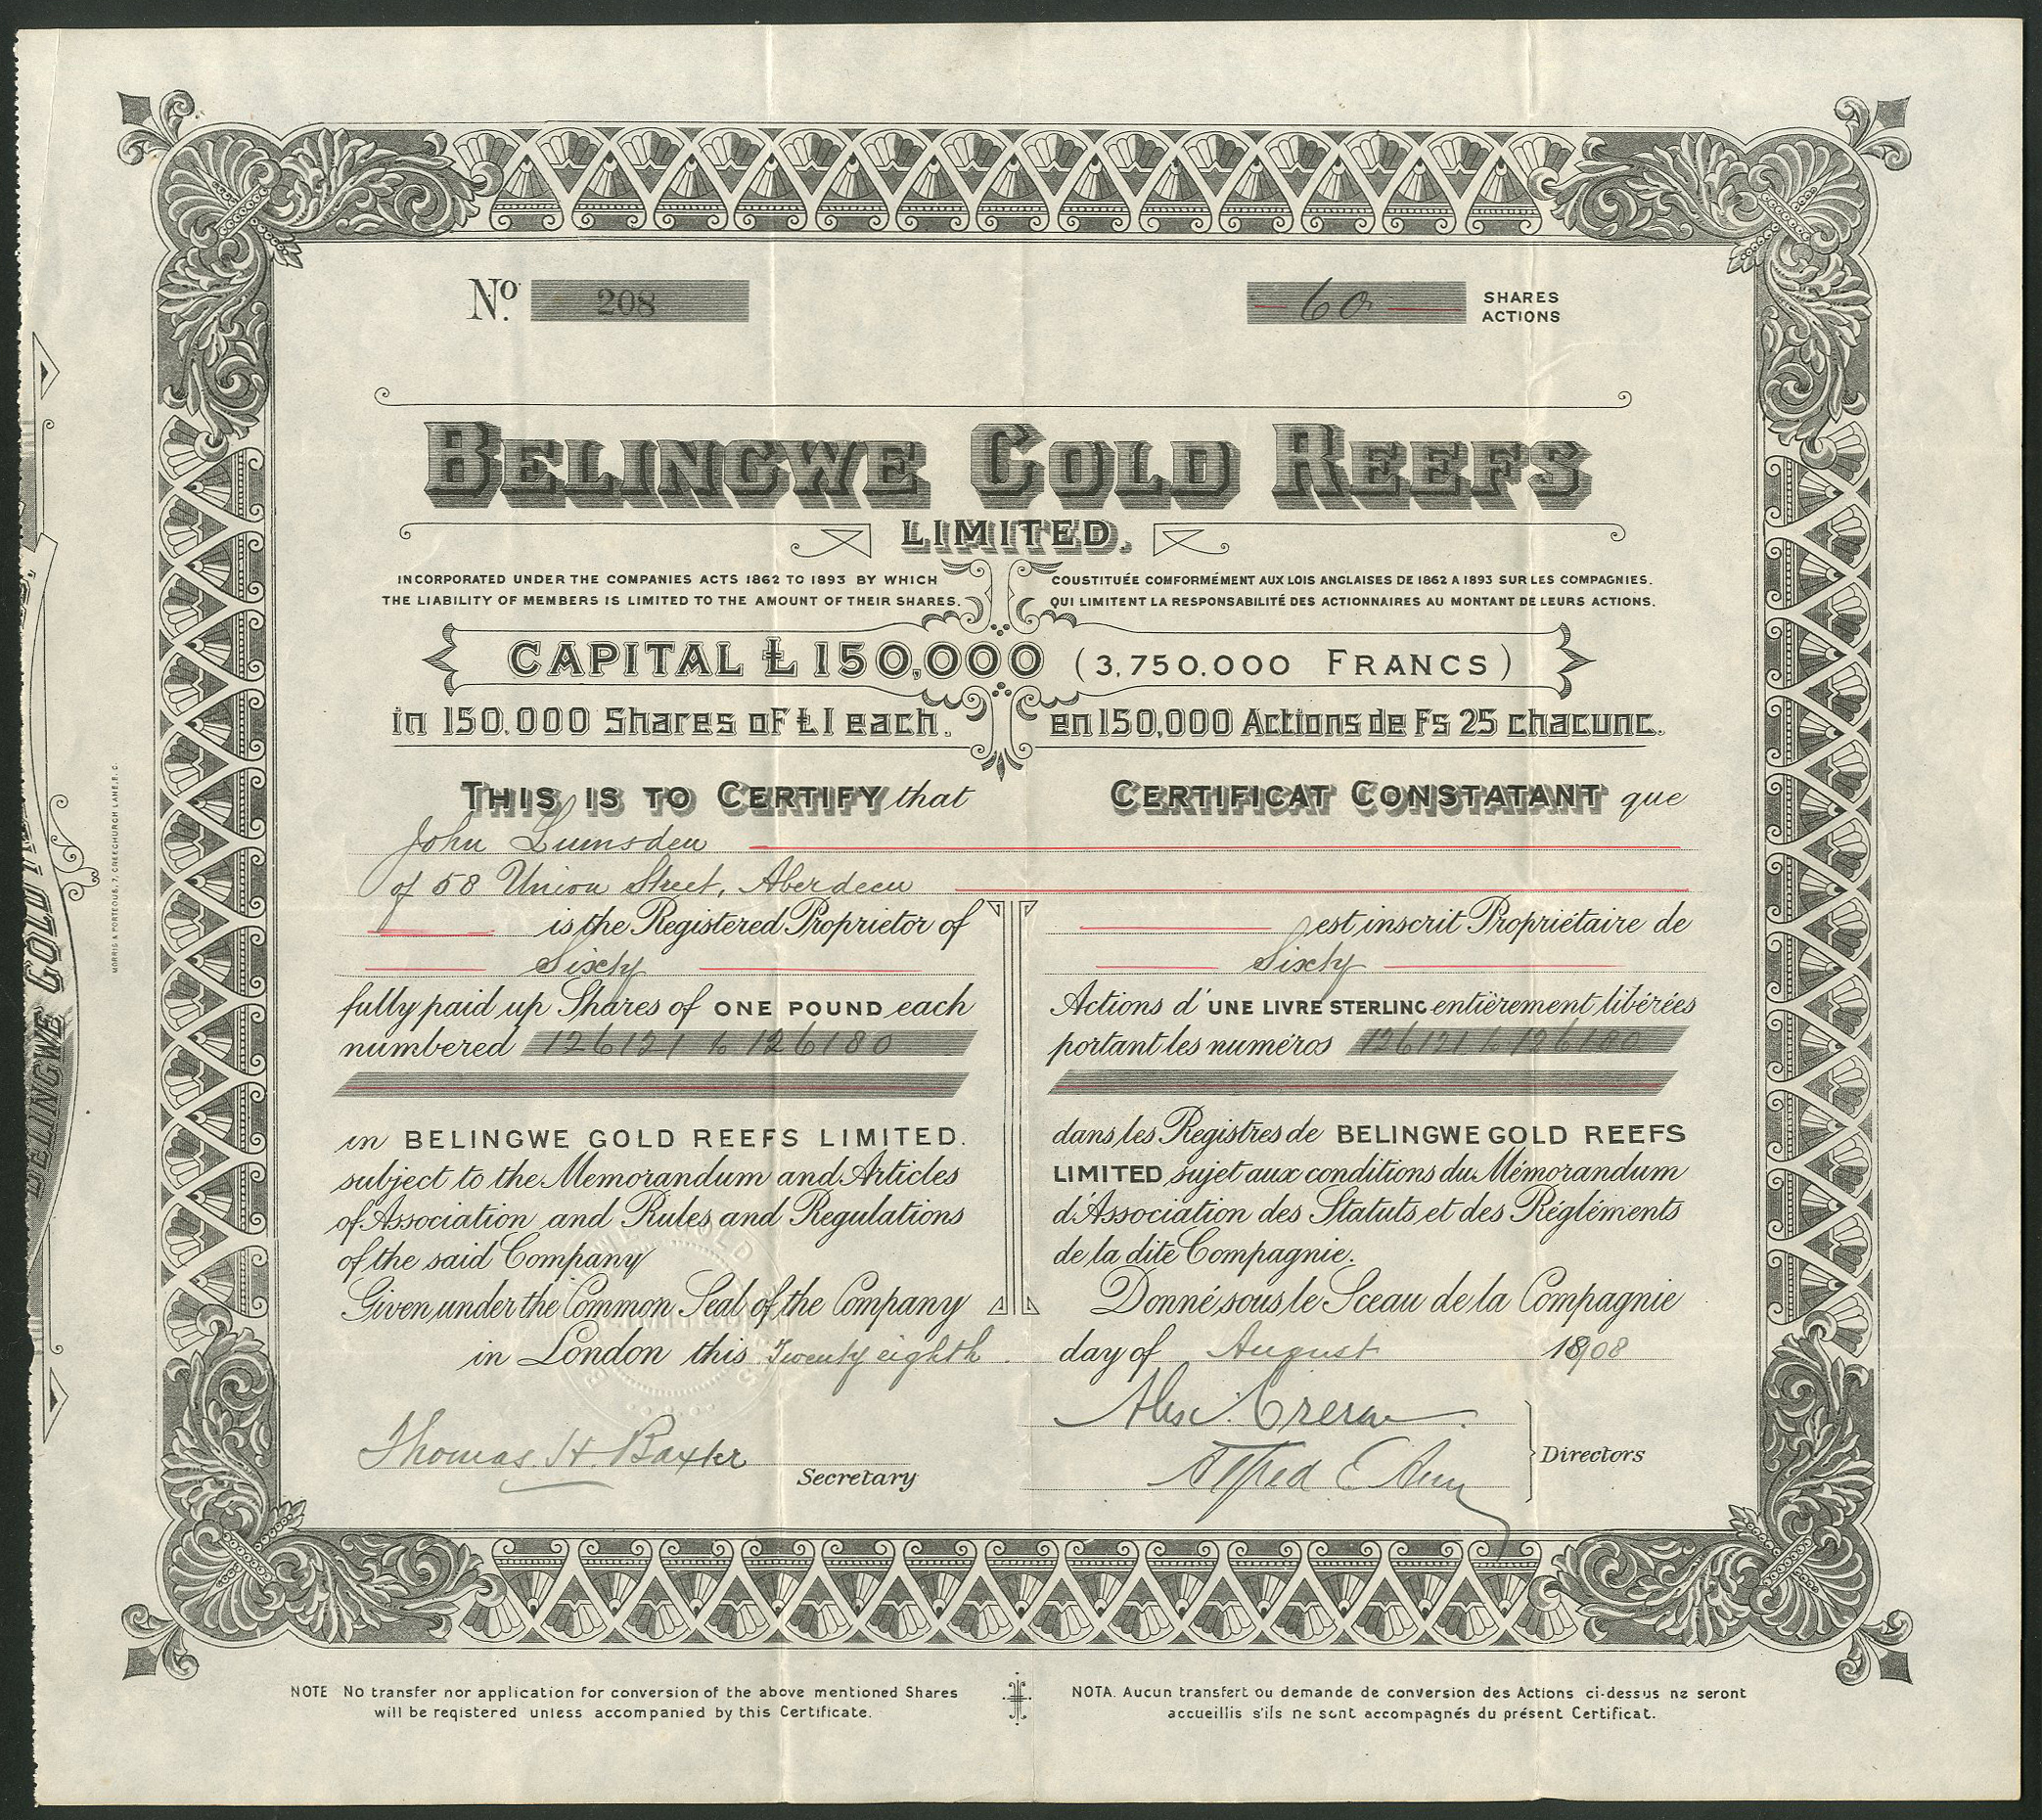 No. 208
60 SHARES
ACTIONS
BELINGWE GOLD REEFS
LIMITED.
INCORPORATED UNDER THE COMPANIES ACTS 1862 TO 1893 BY WHICH
THE LIABILITY OF MEMBERS IS LIMITED TO THE AMOUNT OF THEIR SHARES.
COUSTITUÉE COMFORMÉMENT AUX LOIS ANGLAISES DE 1862 A 1893 SUR LES COMPAGNIES.
QUI LIMITENT LA RESPONSABILITÉ DES ACTIONNAIRES AU MONTANT DE LEURS ACTIONS.
CAPITAL £150,000 (3,750.000 FRANCS)
in 150.000 Shares of £1 each.
en 150,000 Actions de Fs 25 chacune.
THIS IS TO CERTIFY that
CERTIFICAT CONSTATANT que
John Lumsden
of 58 Union Street, Aberdeen
is the Registered Proprietor of
Sixty
fully paid up Shares of ONE POUND each
numbered 126121 to 126180
in BELINGWE GOLD REEFS LIMITED.
subject to the Memorandum and Articles
of Association and Rules and Regulations
of the said Company
est inscrit Propriétaire de
Sixty
Actions d'UNE LIVRE STERLING entièrement libérées
portant les numéros 126121 to 126180
dans les Registres de BELINGWE GOLD REEFS
LIMITED sujet aux conditions du Mémorandum
d'Association des Statuts et des Régléments
de la dite Compagnie.
Given under the Common Seal of the Company
Donné sous le Sceau de la Compagnie
in London this Twenty eighth day of August 1908
Thomas H. Baxter
Secretary
Alfred
Directors
NOTE No transfer nor application for conversion of the above mentioned Shares
will be registered unless accompanied by this Certificate.
NOTA. Aucun transfert ou demande de conversion des Actions ci-dessus ne seront
accueillis s'ils ne sont accompagnés du présent Certificat.
MORRIS & PORTEOUS, 7, CREECHURCH LANE, E.C.
BELINGWE GOLD